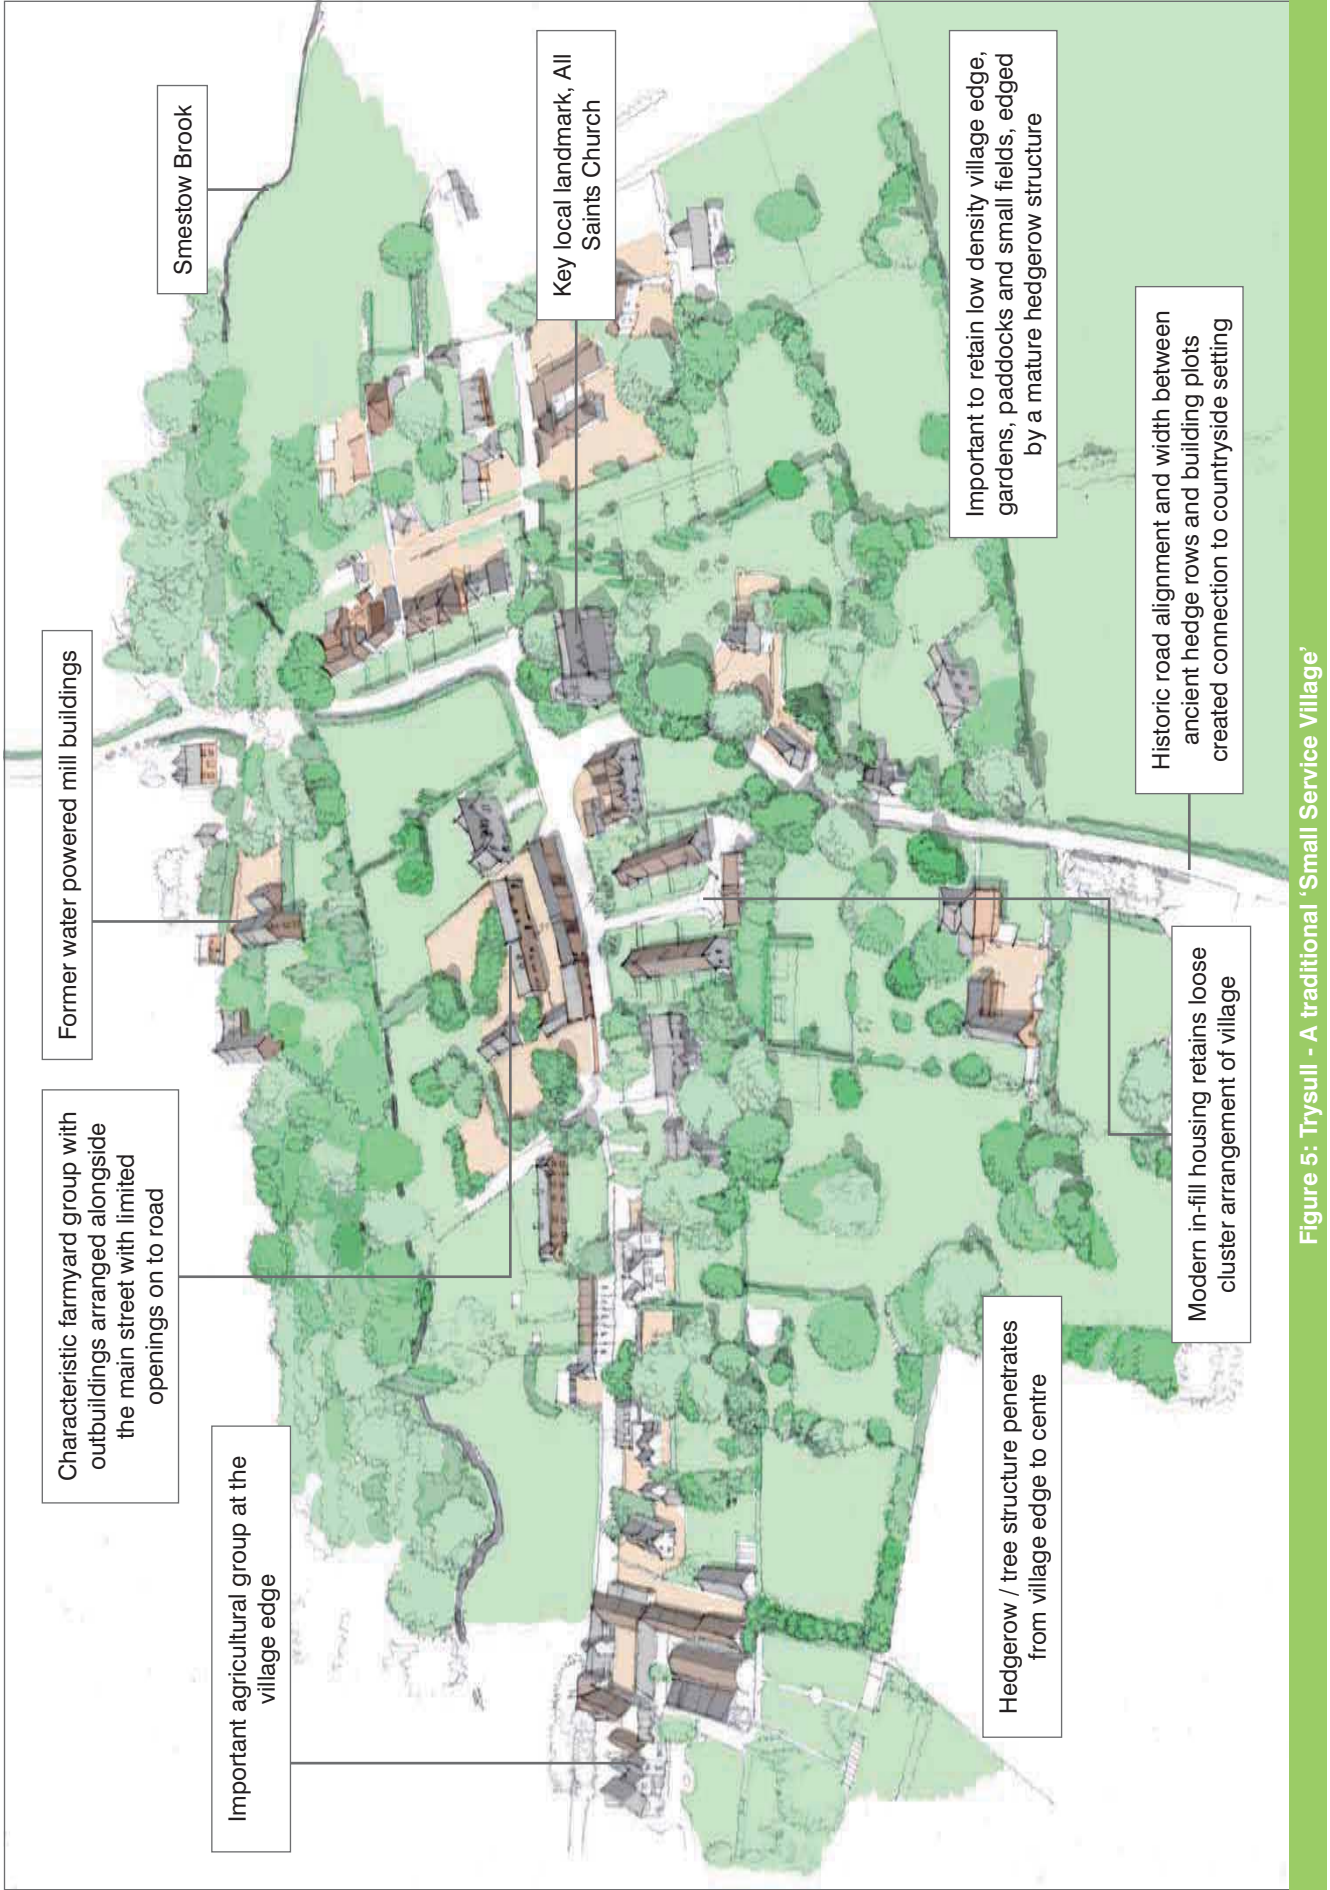 Important agricultural group at the
village edge
Characteristic farmyard group with
outbuildings arranged alongside
the main street with limited
openings on to road
Former water powered mill buildings
Smestow Brook
Key local landmark, All
Saints Church
Important to retain low density village edge,
gardens, paddocks and small fields, edged
by a mature hedgerow structure
Historic road alignment and width between
ancient hedge rows and building plots
created connection to countryside setting
Modern in-fill housing retains loose
cluster arrangement of village
Hedgerow / tree structure penetrates
from village edge to centre
Figure 5: Trysull - A traditional ‘Small Service Village’